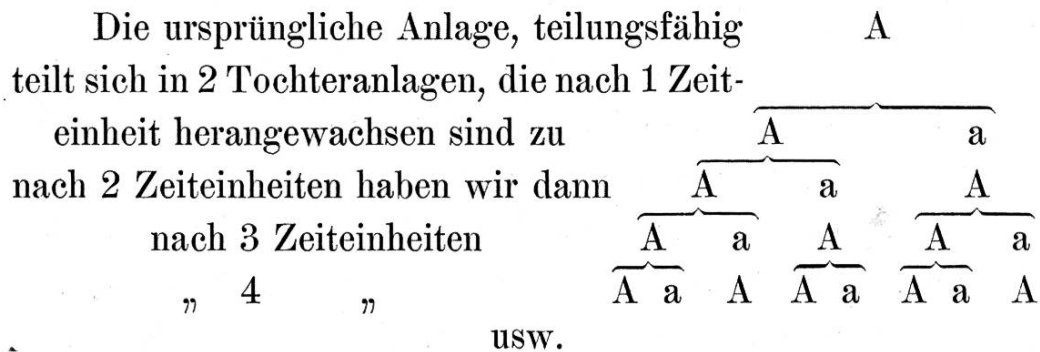 Die ursprüngliche Anlage, teilungsfähig A
teilt sich in 2 Tochteranlagen, die nach 1 Zeit-
einheit herangewachsen sind zu A a
nach 2 Zeiteinheiten haben wir dann A a A
nach 3 Zeiteinheiten A a A A a
„ 4 „ A a A A a A a A
usw.